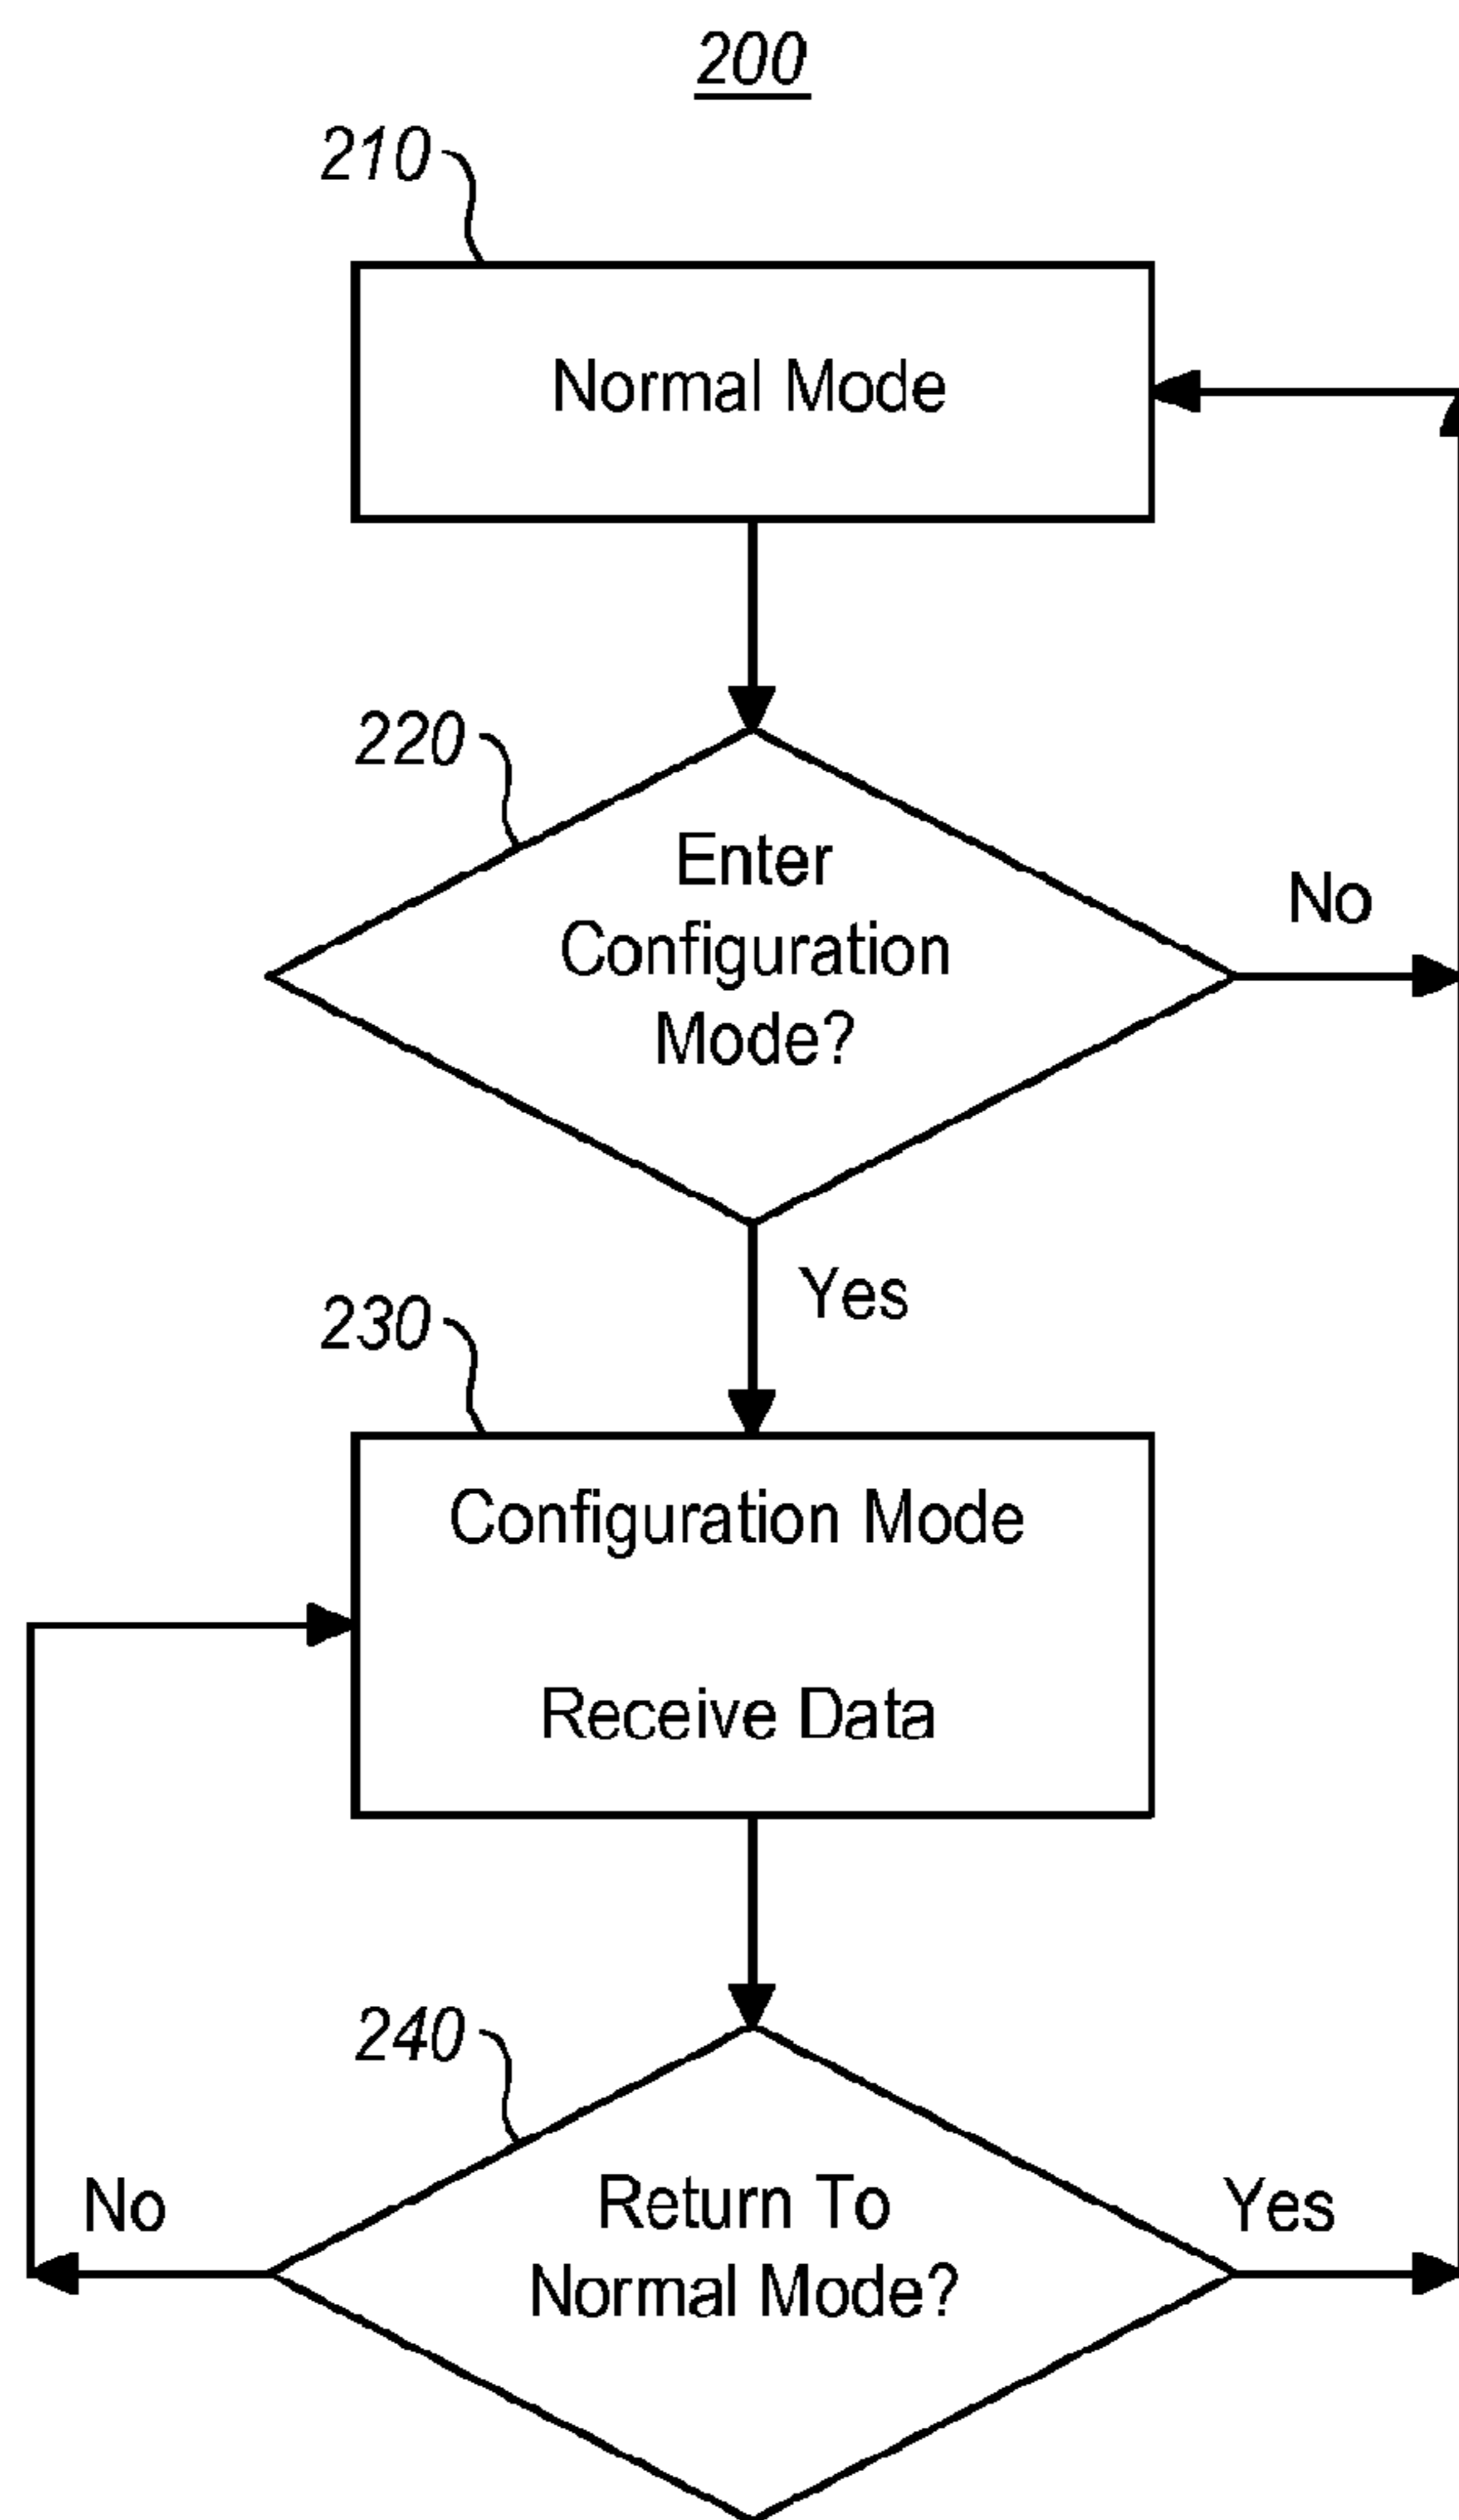 200
210
Normal Mode
220
Enter
Configuration
Mode?
No
Yes
230
Configuration Mode
Receive Data
240
Return To
Normal Mode?
No
Yes